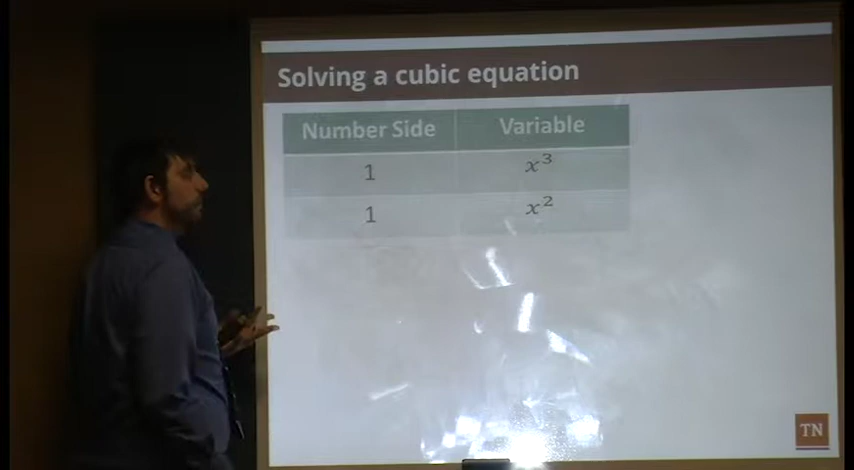 Solving a cubic equation
Number Side Variable
1 x³
1 x²
TN